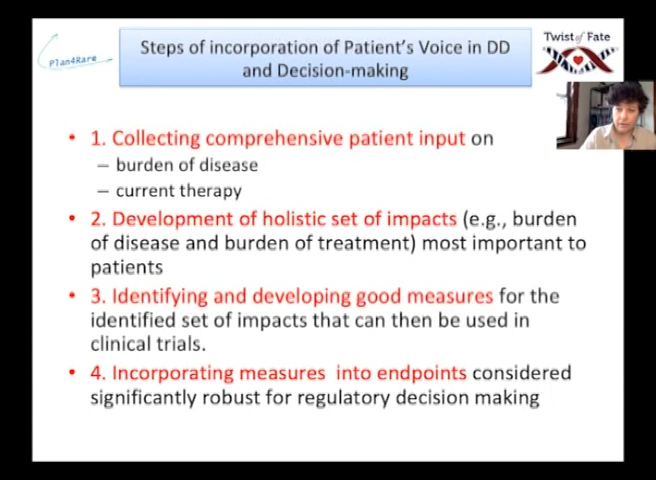 Plan4Rare
Steps of incorporation of Patient's Voice in DD
and Decision-making
Twist of Fate
• 1. Collecting comprehensive patient input on
– burden of disease
– current therapy
• 2. Development of holistic set of impacts (e.g., burden
of disease and burden of treatment) most important to
patients
• 3. Identifying and developing good measures for the
identified set of impacts that can then be used in
clinical trials.
• 4. Incorporating measures into endpoints considered
significantly robust for regulatory decision making